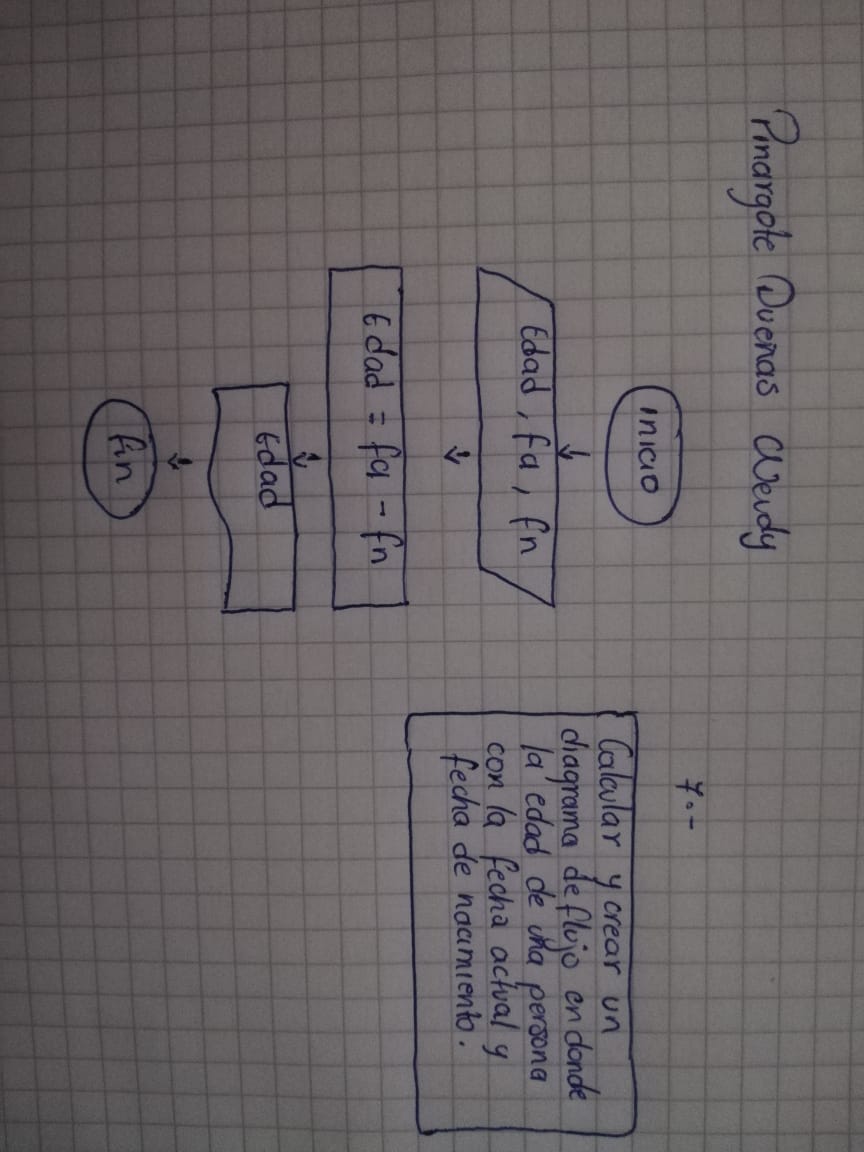 Pinargote Duenas Wendy
inicio
Edad, fa, fn
Edad = fa - fn
Edad
fin
7.-
Calcular y crear un
diagrama de flujo en donde
la edad de una persona
con la fecha actual y
fecha de nacimiento.